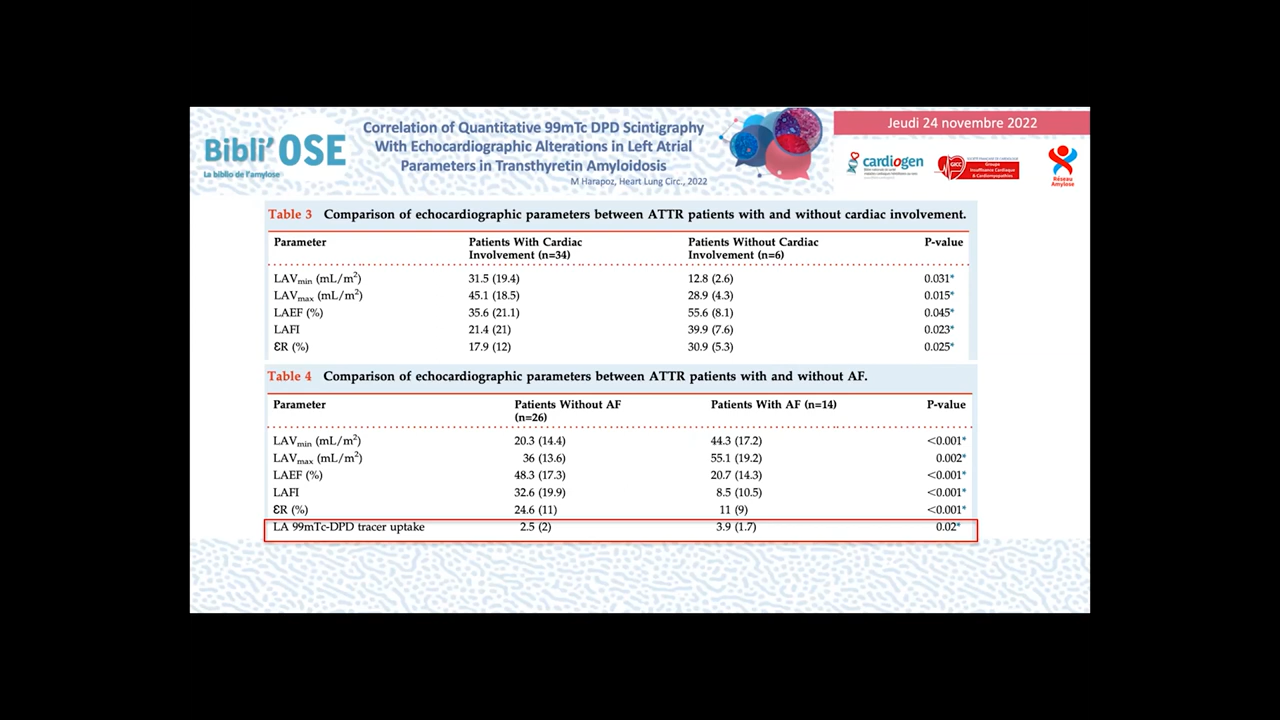 Bibli'OSE
La biblio de l'amylose
Correlation of Quantitative 99mTc DPD Scintigraphy
With Echocardiographic Alterations in Left Atrial
Parameters in Transthyretin Amyloidosis
M Harapoz, Heart Lung Circ., 2022
Jeudi 24 novembre 2022
cardiogen
GICC
Groupe
Insuffisance Cardiaque
& Cardiomyopathies
Réseau
Amylose
Table 3 Comparison of echocardiographic parameters between ATTR patients with and without cardiac involvement.
Parameter Patients With Cardiac Involvement (n=34) Patients Without Cardiac Involvement (n=6) P-value
LAVmin (mL/m²) 31.5 (19.4) 12.8 (2.6) 0.031*
LAVmax (mL/m²) 45.1 (18.5) 28.9 (4.3) 0.015*
LAEF (%) 35.6 (21.1) 55.6 (8.1) 0.045*
LAFI 21.4 (21) 39.9 (7.6) 0.023*
ƐR (%) 17.9 (12) 30.9 (5.3) 0.025*
Table 4 Comparison of echocardiographic parameters between ATTR patients with and without AF.
Parameter Patients Without AF (n=26) Patients With AF (n=14) P-value
LAVmin (mL/m²) 20.3 (14.4) 44.3 (17.2) <0.001*
LAVmax (mL/m²) 36 (13.6) 55.1 (19.2) 0.002*
LAEF (%) 48.3 (17.3) 20.7 (14.3) <0.001*
LAFI 32.6 (19.9) 8.5 (10.5) <0.001*
ƐR (%) 24.6 (11) 11 (9) <0.001*
LA 99mTc-DPD tracer uptake 2.5 (2) 3.9 (1.7) 0.02*